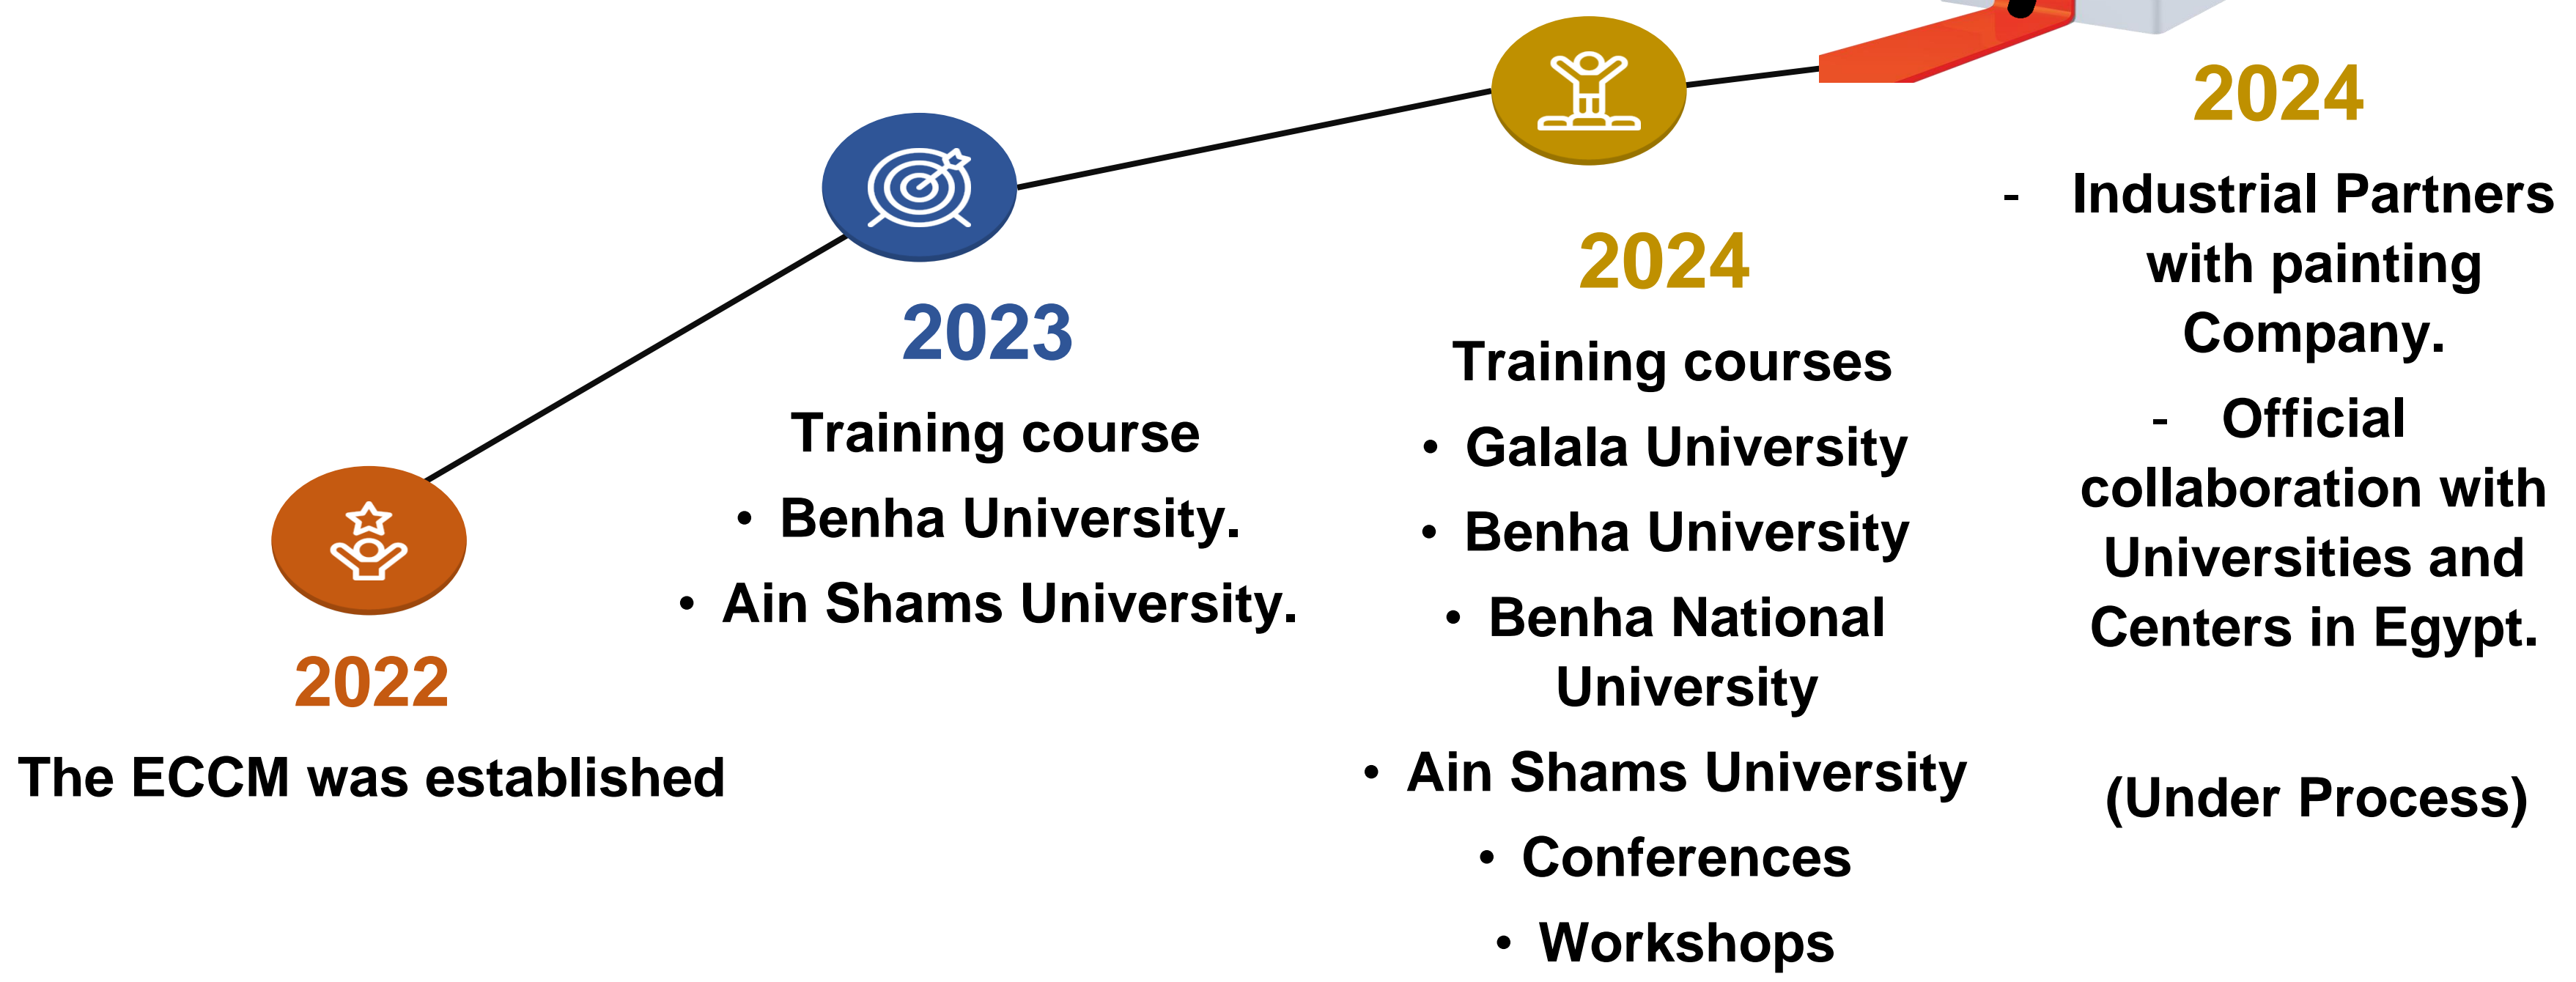 2022
The ECCM was established
2023
Training course
• Benha University.
• Ain Shams University.
2024
Training courses
• Galala University
• Benha University
• Benha National
University
• Ain Shams University
• Conferences
• Workshops
2024
- Industrial Partners
with painting
Company.
- Official
collaboration with
Universities and
Centers in Egypt.
(Under Process)